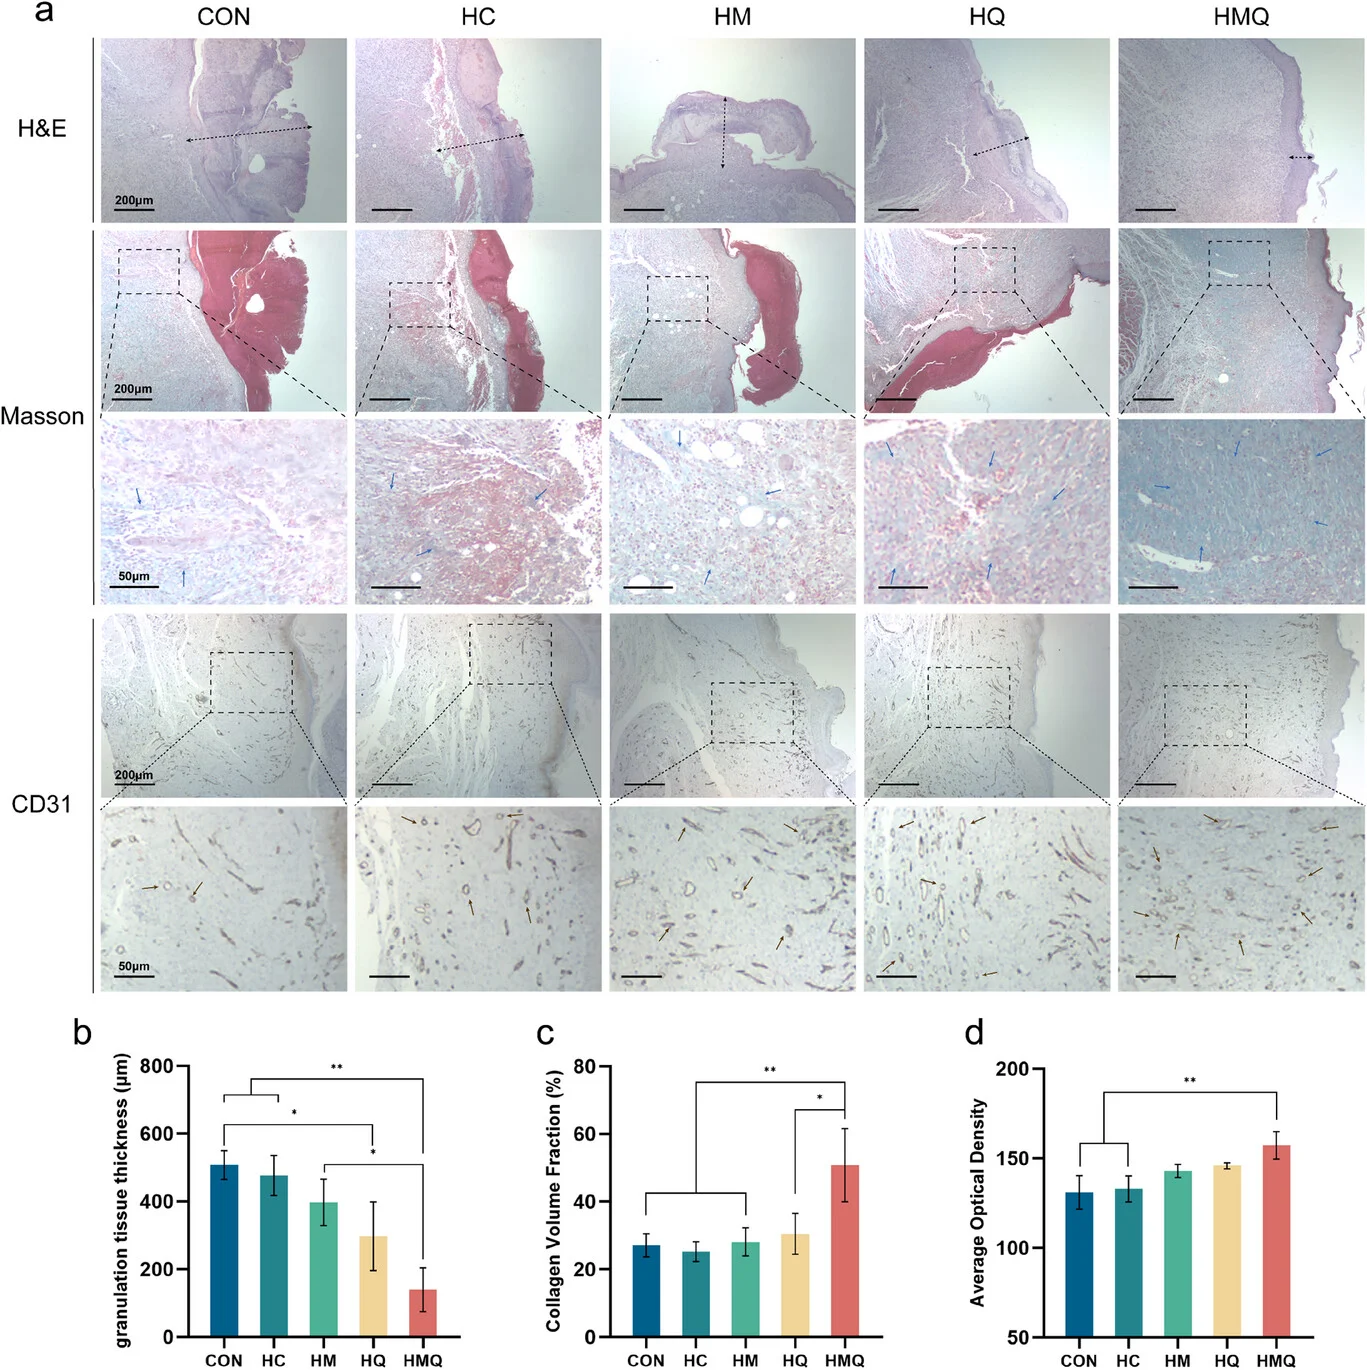 a
CON HC HM HQ HMQ
H&E
200μm
Masson
200μm
50μm
CD31
200μm
50μm
b
granulation tissue thickness (μm)
800
600
400
200
0
**
*
*
CON HC HM HQ HMQ
c
Collagen Volume Fraction (%)
80
60
40
20
0
**
*
CON HC HM HQ HMQ
d
Average Optical Density
200
150
100
50
**
CON HC HM HQ HMQ